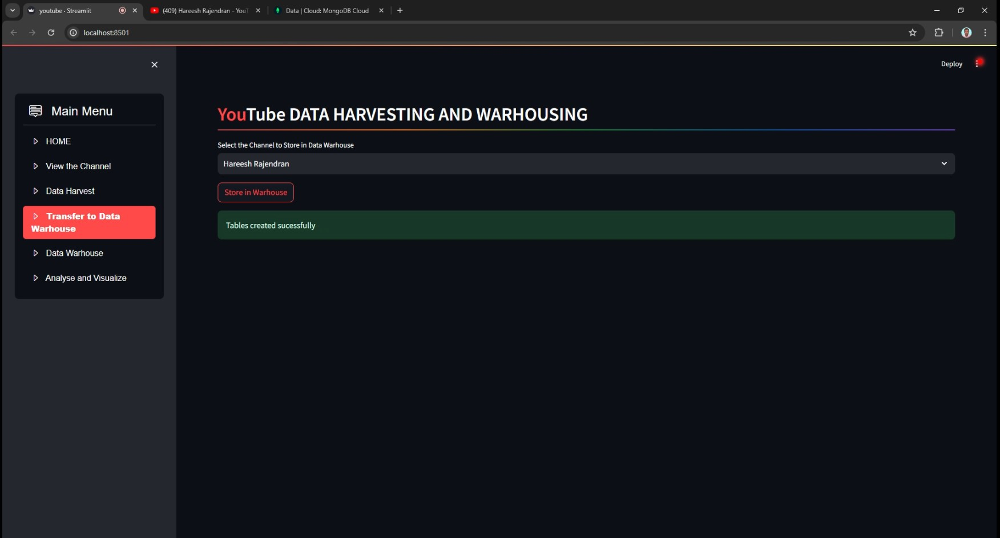 youtube · Streamlit
(409) Hareesh Rajendran - YouT
Data | Cloud: MongoDB Cloud
localhost:8501
Deploy
Main Menu
HOME
View the Channel
Data Harvest
Transfer to Data
Warhouse
Data Warhouse
Analyse and Visualize
YouTube DATA HARVESTING AND WARHOUSING
Select the Channel to Store in Data Warhouse
Hareesh Rajendran
Store in Warhouse
Tables created sucessfully